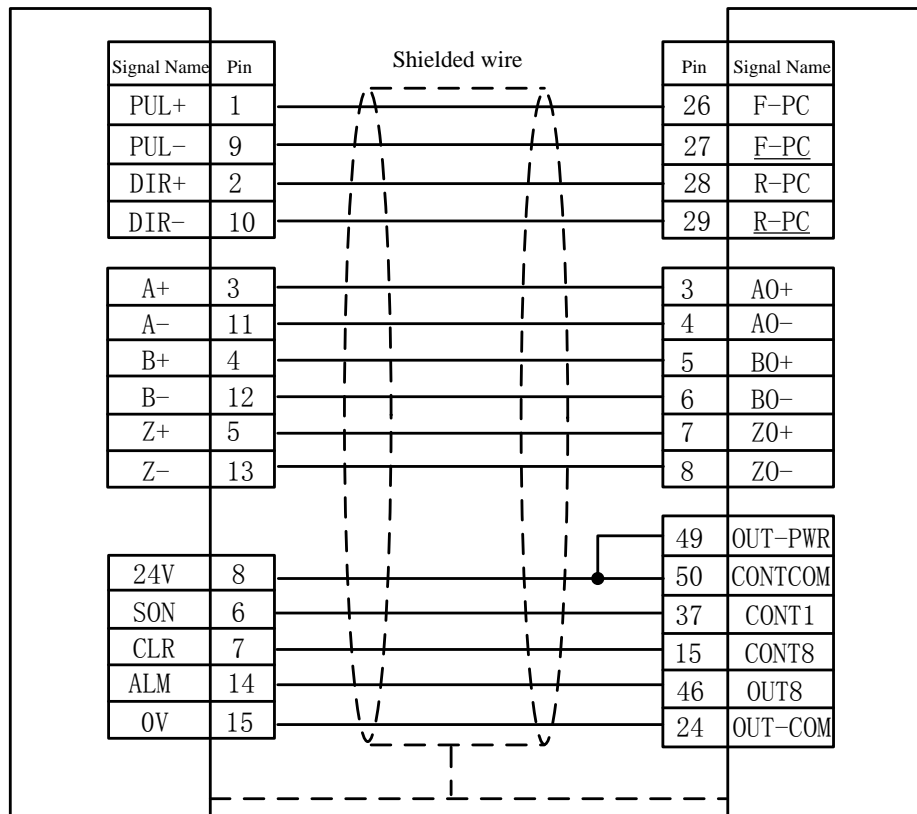 Shielded wire
Signal Name Pin Pin Signal Name
PUL+ 1 26 F-PC
PUL- 9 27 F-PC
DIR+ 2 28 R-PC
DIR- 10 29 R-PC
A+ 3 3 AO+
A- 11 4 AO-
B+ 4 5 BO+
B- 12 6 BO-
Z+ 5 7 ZO+
Z- 13 8 ZO-
49 OUT-PWR
24V 8 50 CONTCOM
SON 6 37 CONT1
CLR 7 15 CONT8
ALM 14 46 OUT8
0V 15 24 OUT-COM